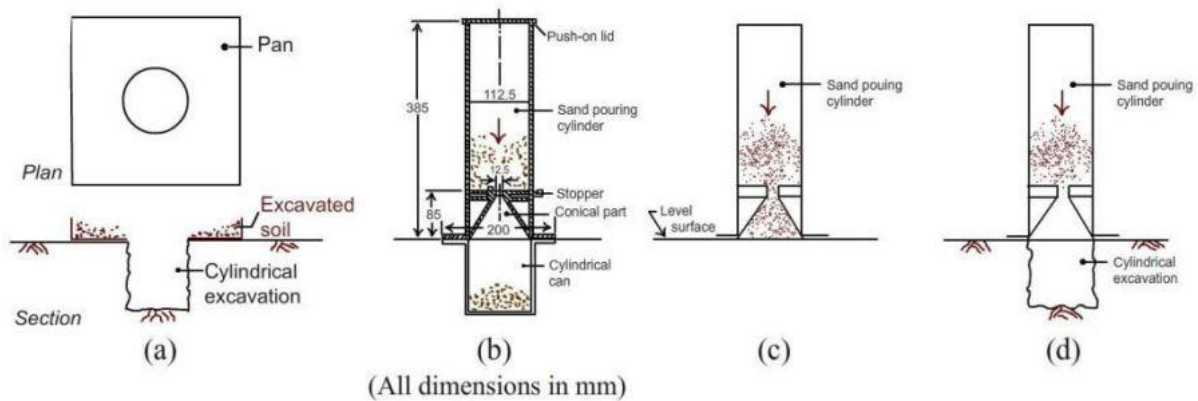 Pan
Plan
Excavated
soil
Cylindrical
excavation
Section
(a)
Push-on lid
385
112.5
Sand pouring
cylinder
12.5
Stopper
85
Conical part
200
Cylindrical
can
(b)
(All dimensions in mm)
Sand pouing
cylinder
Level
surface
(c)
Sand pouing
cylinder
Cylindrical
excavation
(d)